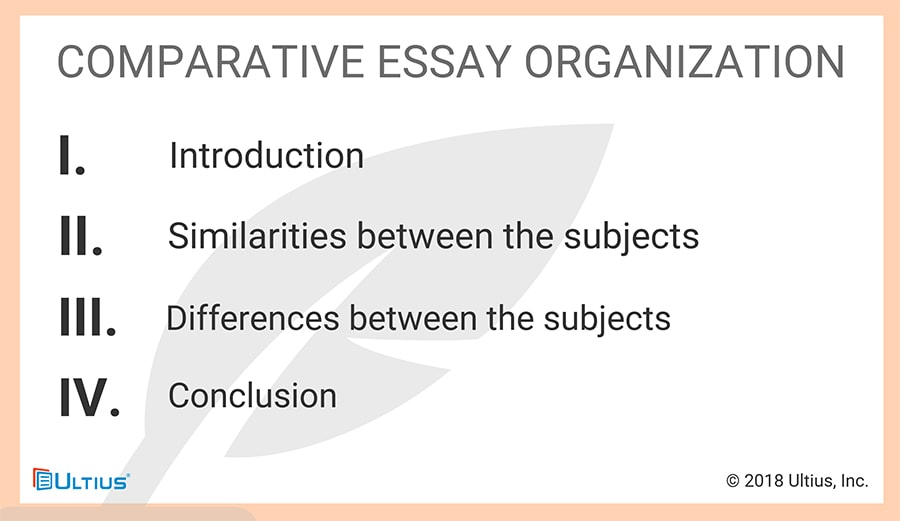 COMPARATIVE ESSAY ORGANIZATION
I. Introduction
II. Similarities between the subjects
III. Differences between the subjects
IV. Conclusion
ULTIUS®
© 2018 Ultius, Inc.